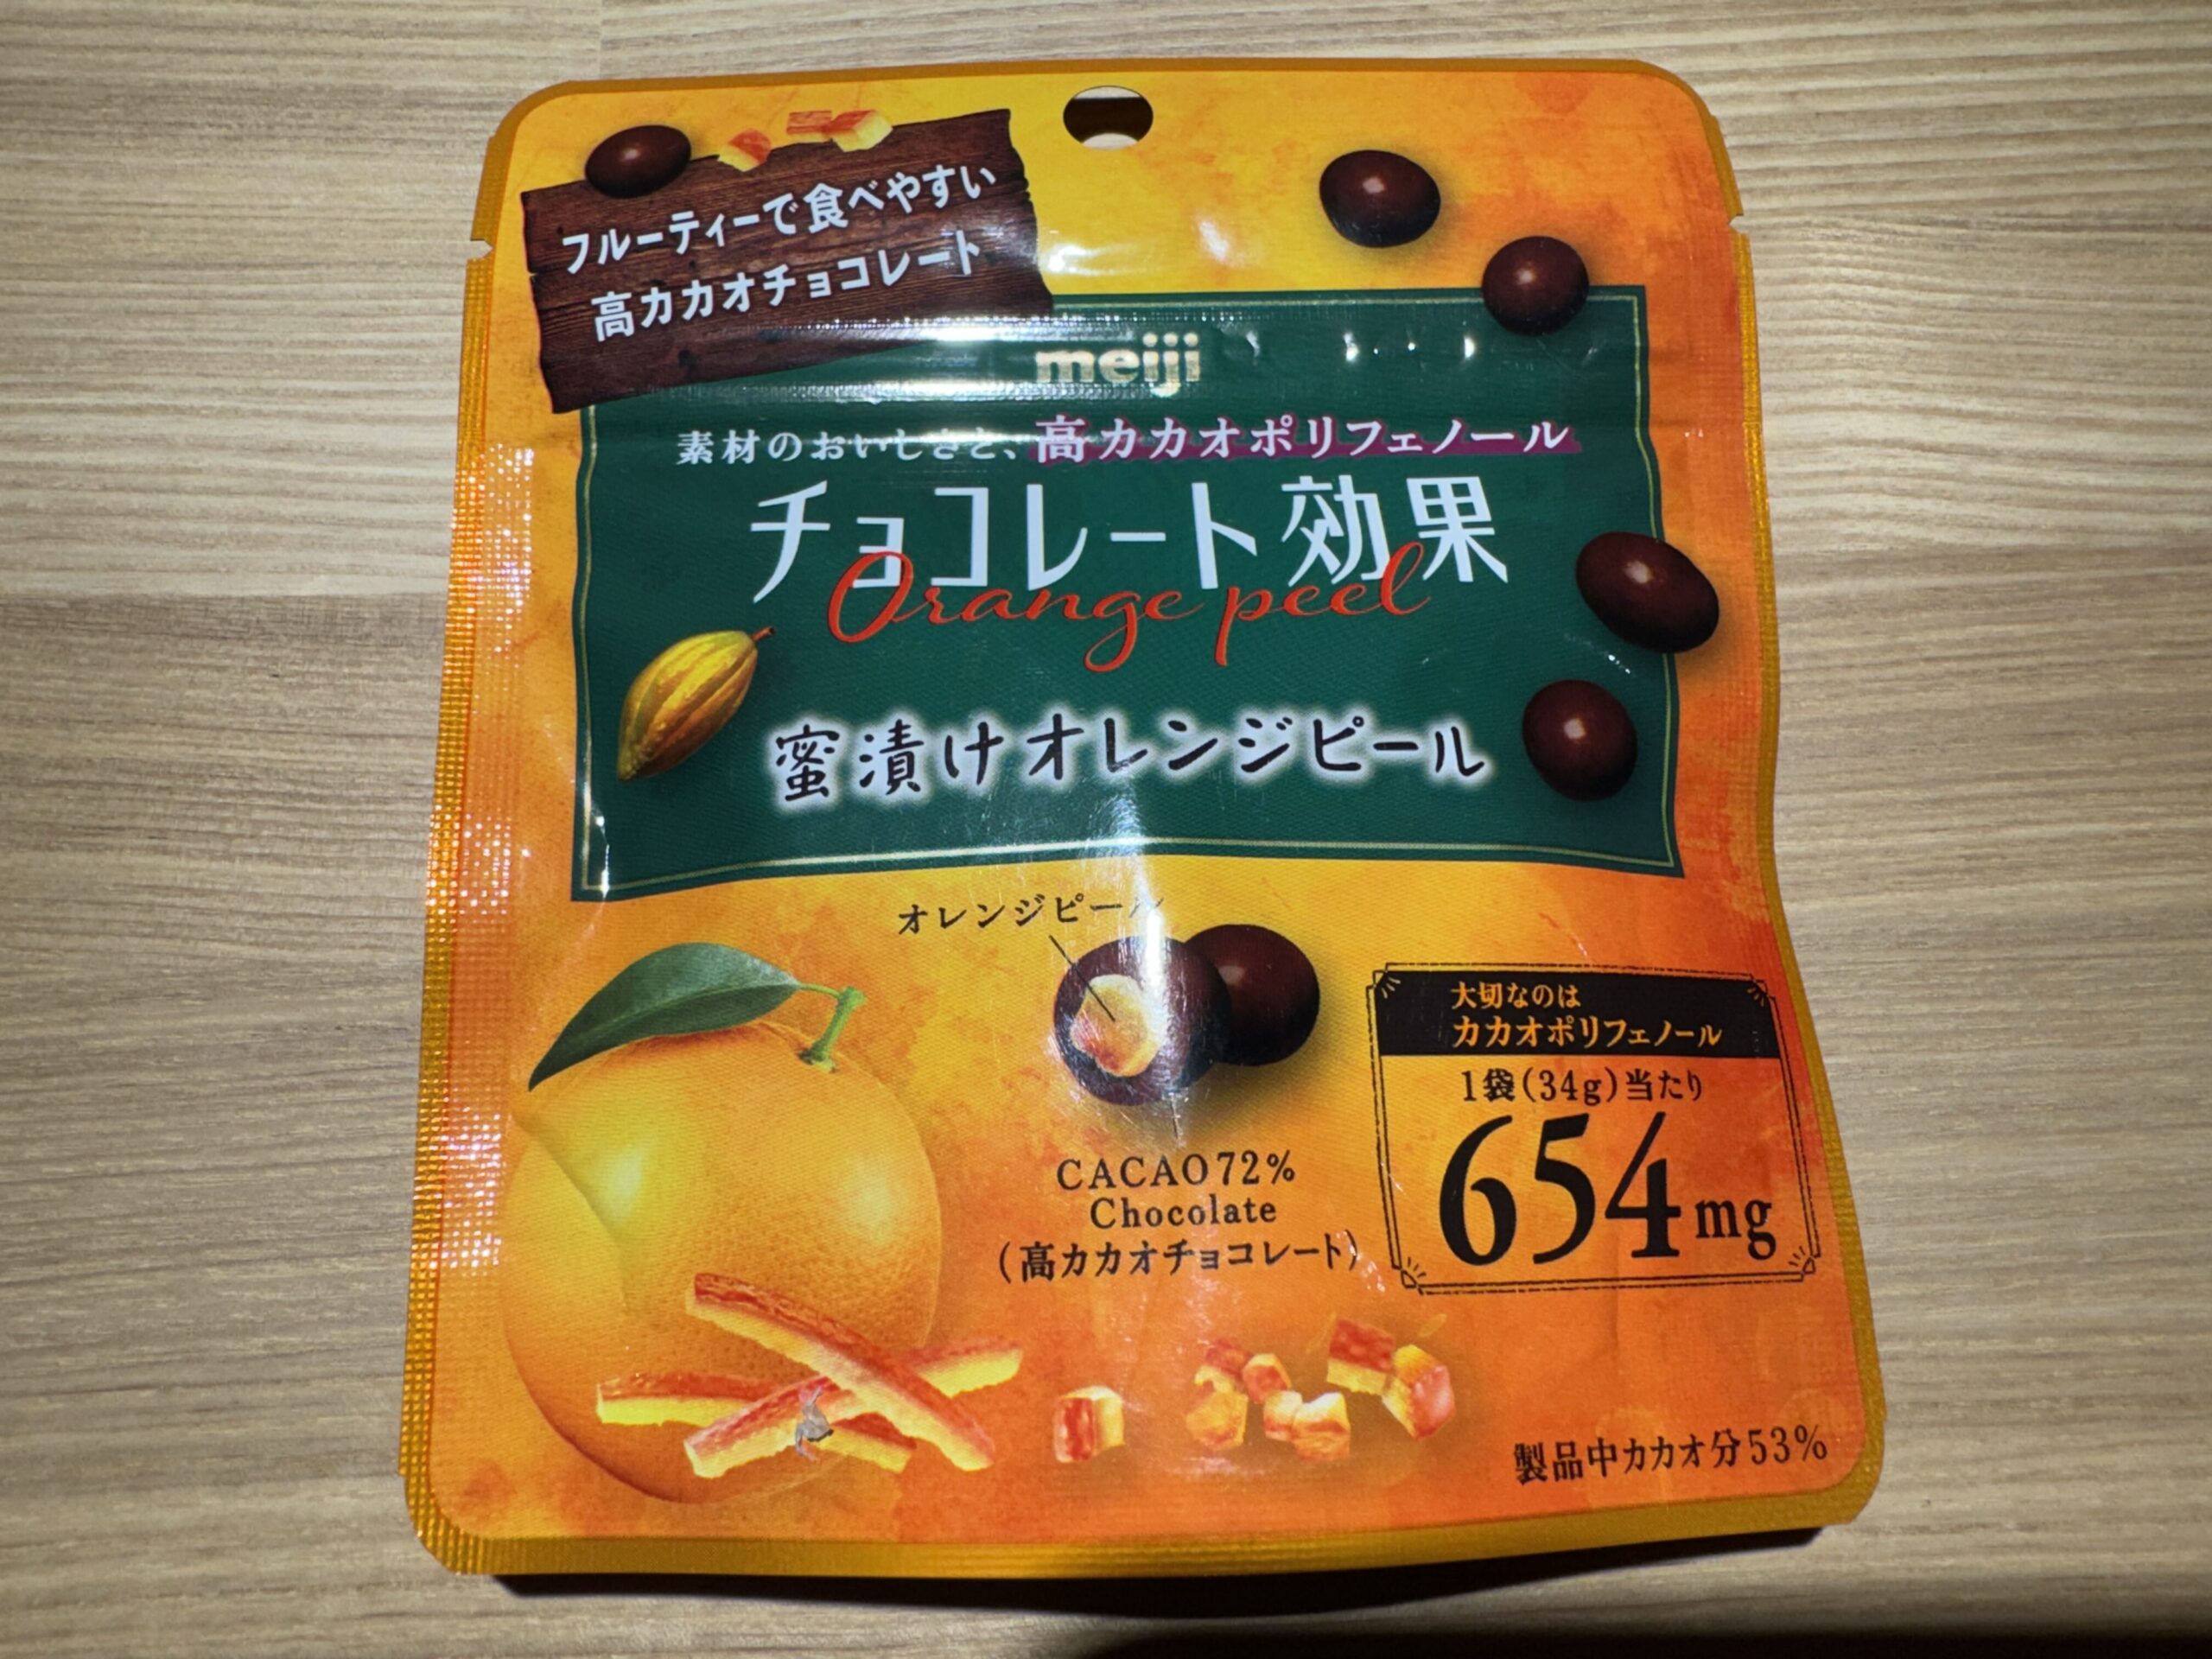 フルーティーで食べやすい
高カカオチョコレート
meiji
素材のおいしさと、高カカオポリフェノール
チョコレート効果
Orange peel
蜜漬けオレンジピール
オレンジピール
CACAO72%
Chocolate
(高カカオチョコレート)
大切なのは
カカオポリフェノール
1袋(34g)当たり
654mg
製品中カカオ分53%